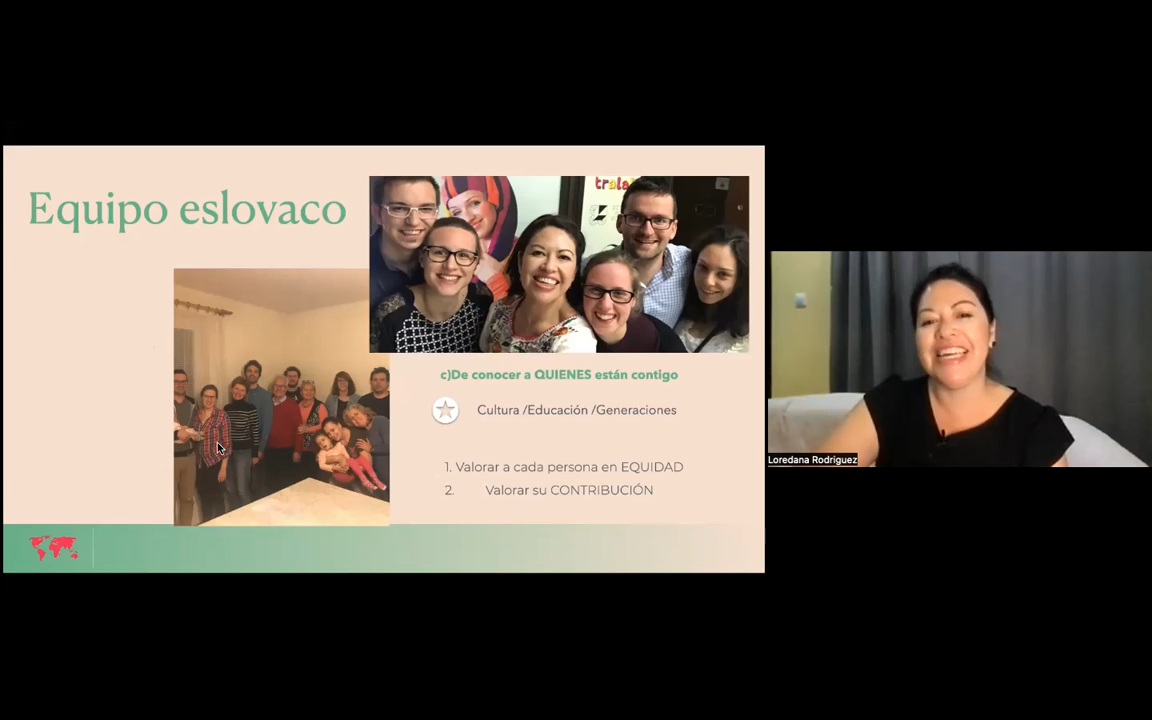 Equipo eslovaco
trala
c)De conocer a QUIENES están contigo
Cultura /Educación /Generaciones
1. Valorar a cada persona en EQUIDAD
2. Valorar su CONTRIBUCIÓN
Loredana Rodriguez